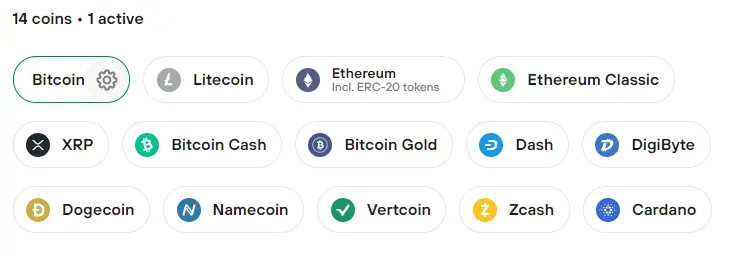 14 coins • 1 active
Bitcoin
Litecoin
Ethereum
Incl. ERC-20 tokens
Ethereum Classic
XRP
Bitcoin Cash
Bitcoin Gold
Dash
DigiByte
Dogecoin
Namecoin
Vertcoin
Zcash
Cardano